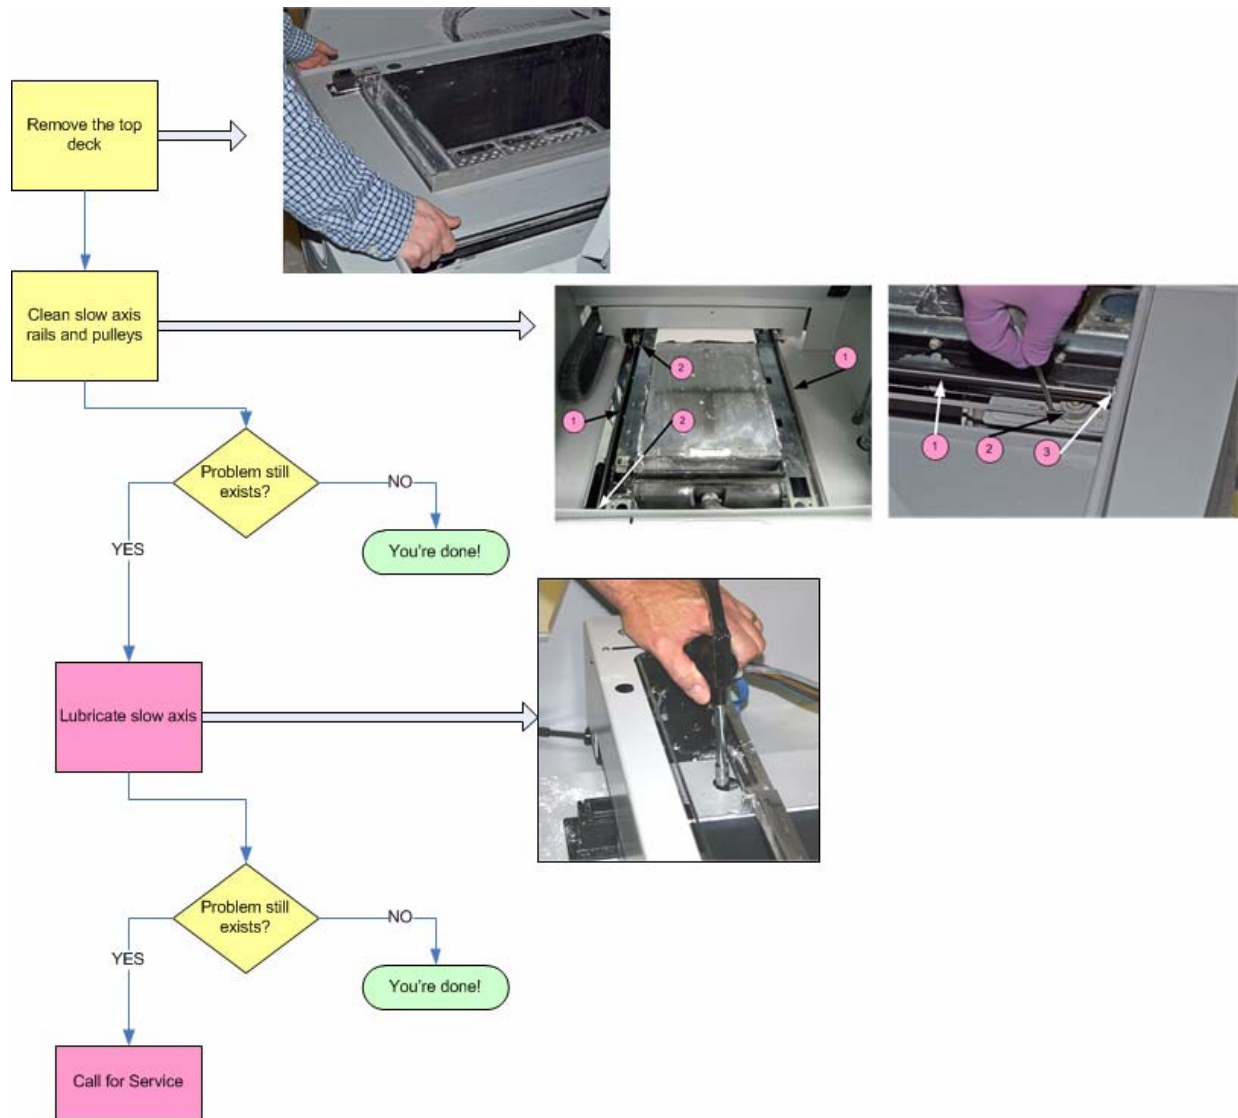 Remove the top
deck
Clean slow axis
rails and pulleys
1
2
1
2
1
2
3
Problem still
exists?
NO
YES
You're done!
Lubricate slow axis
Problem still
exists?
NO
YES
You're done!
Call for Service